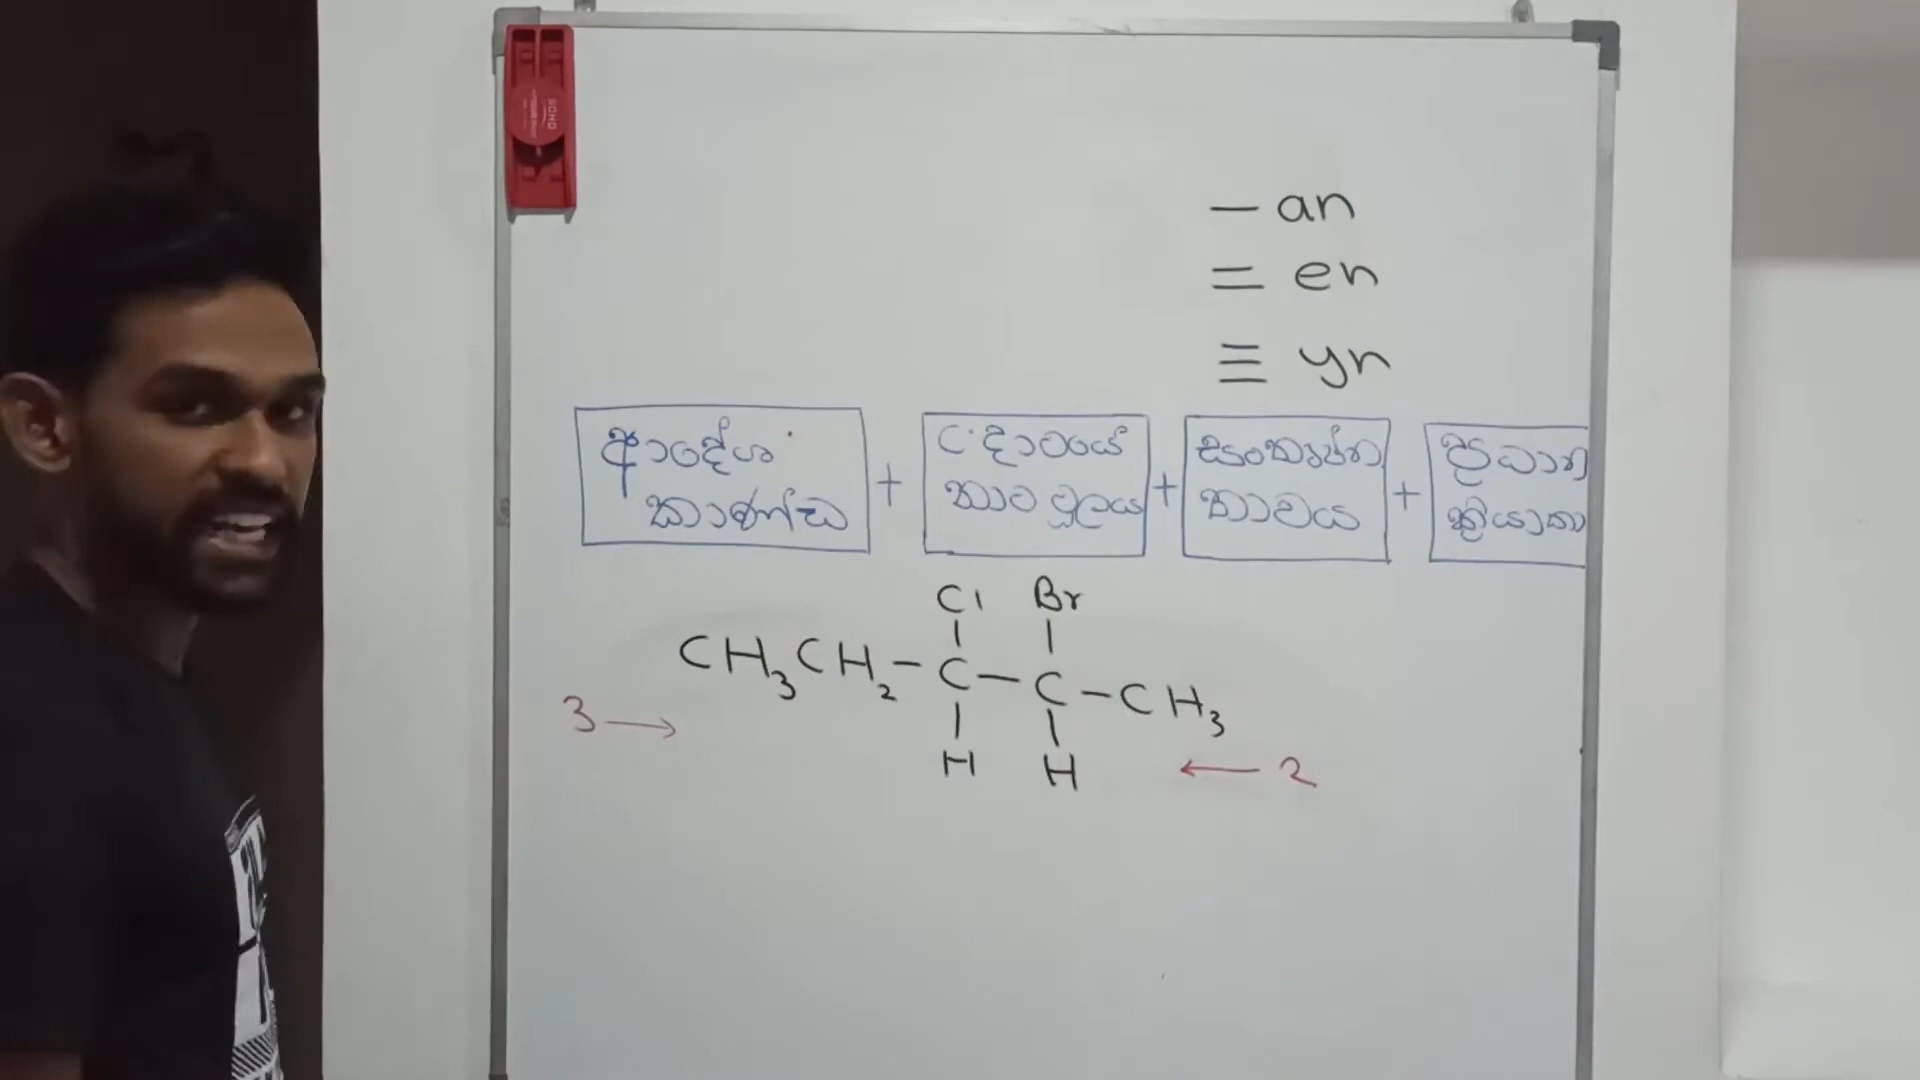 — an
= en
≡ yn
ආදේශ කාණ්ඩ + C දාමයේ නාම මූලය + සංතෘප්ත තාවය + ප්‍රධාන ක්‍රියාකා
Cl Br
CH₃CH₂ – C – C – CH₃
3 →
H H
← 2